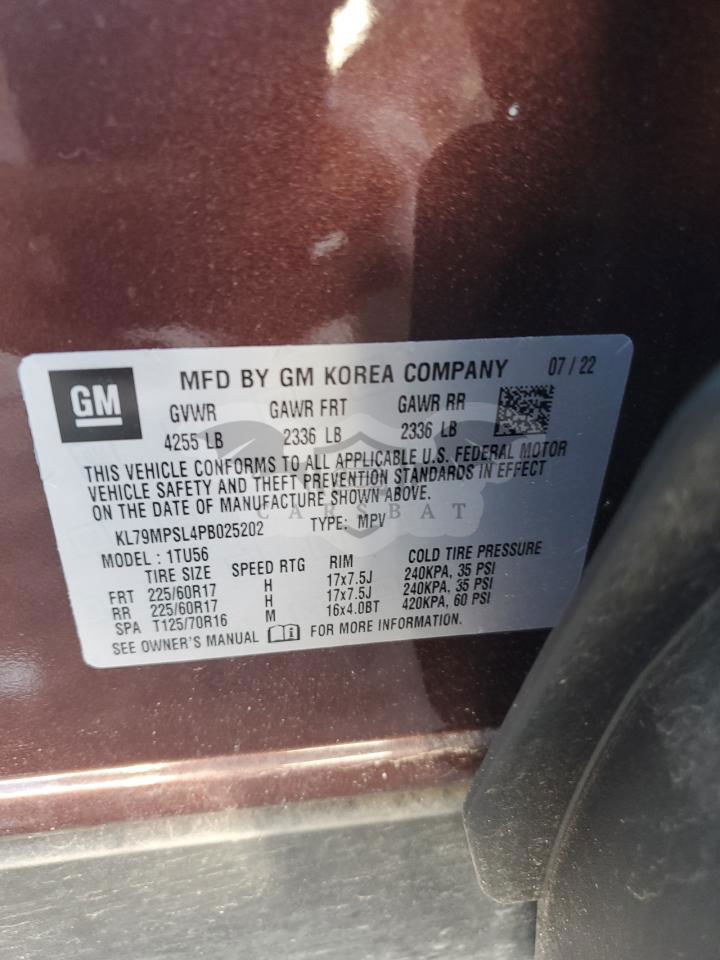 GM MFD BY GM KOREA COMPANY 07 / 22
GVWR GAWR FRT GAWR RR
4255 LB 2336 LB 2336 LB
THIS VEHICLE CONFORMS TO ALL APPLICABLE U.S. FEDERAL MOTOR
VEHICLE SAFETY AND THEFT PREVENTION STANDARDS IN EFFECT
ON THE DATE OF MANUFACTURE SHOWN ABOVE.
CARSBAT
KL79MPSL4PB025202 TYPE: MPV
MODEL : 1TU56
TIRE SIZE SPEED RTG RIM COLD TIRE PRESSURE
FRT 225/60R17 H 17x7.5J 240KPA, 35 PSI
RR 225/60R17 H 17x7.5J 240KPA, 35 PSI
SPA T125/70R16 M 16x4.0BT 420KPA, 60 PSI
SEE OWNER'S MANUAL FOR MORE INFORMATION.